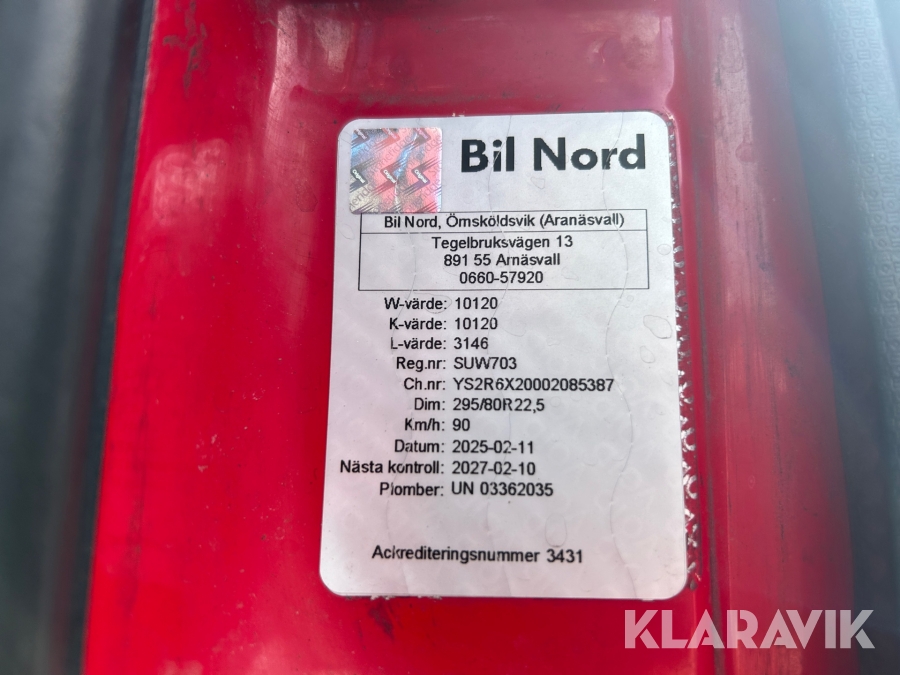 Bil Nord
Bil Nord, Örnsköldsvik (Aranäsvall)
Tegelbruksvägen 13
891 55 Arnäsvall
0660-57920
W-värde: 10120
K-värde: 10120
L-värde: 3146
Reg.nr: SUW703
Ch.nr: YS2R6X20002085387
Dim: 295/80R22,5
Km/h: 90
Datum: 2025-02-11
Nästa kontroll: 2027-02-10
Plomber: UN 03362035
Ackrediteringsnummer 3431
KLARAVIK